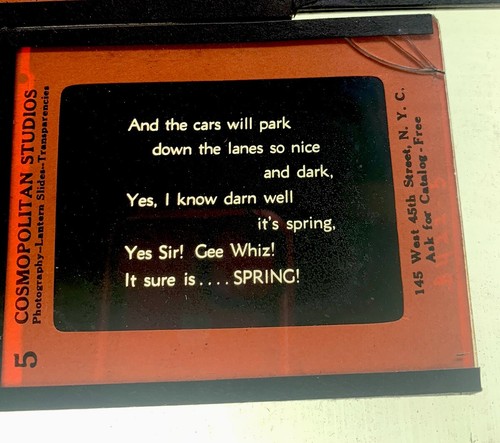 COSMOPOLITAN STUDIOS
Photography-Lantern Slides-Transparencies
5
And the cars will park
down the lanes so nice
and dark,
Yes, I know darn well
it's spring,
Yes Sir! Gee Whiz!
It sure is....SPRING!
145 West 45th Street, N. Y. C.
Ask for Catalog-Free